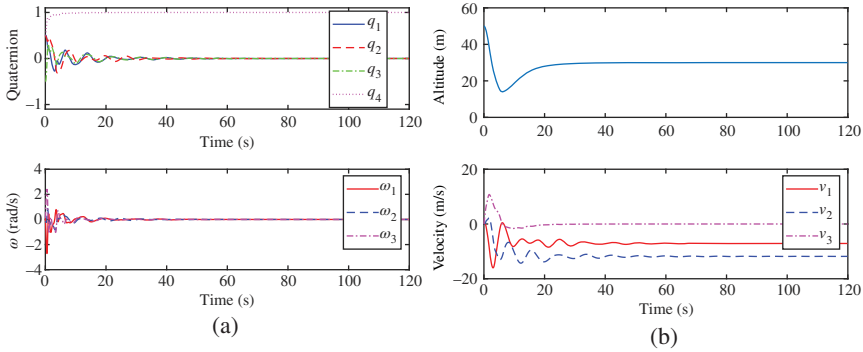 1
0
−1
Quaternion
0 20 40 60 80 100 120
Time (s)
q1
q2
q3
q4
4
2
0
−2
−4
ω (rad/s)
0 20 40 60 80 100 120
Time (s)
ω1
ω2
ω3
(a)
60
40
20
0
Altitude (m)
0 20 40 60 80 100 120
20
0
−20
Velocity (m/s)
0 20 40 60 80 100 120
Time (s)
v1
v2
v3
(b)